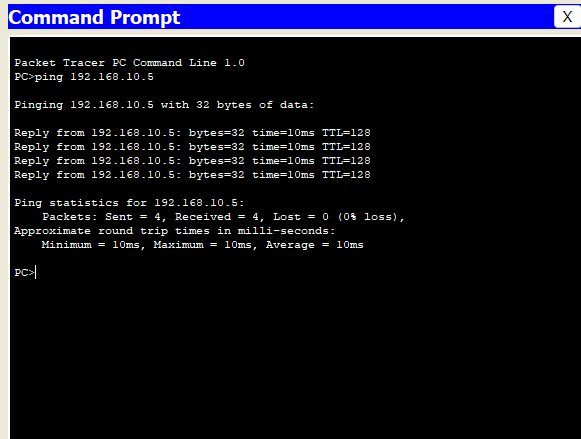 Command Prompt
X
Packet Tracer PC Command Line 1.0
PC>ping 192.168.10.5
Pinging 192.168.10.5 with 32 bytes of data:
Reply from 192.168.10.5: bytes=32 time=10ms TTL=128
Reply from 192.168.10.5: bytes=32 time=10ms TTL=128
Reply from 192.168.10.5: bytes=32 time=10ms TTL=128
Reply from 192.168.10.5: bytes=32 time=10ms TTL=128
Ping statistics for 192.168.10.5:
    Packets: Sent = 4, Received = 4, Lost = 0 (0% loss),
Approximate round trip times in milli-seconds:
    Minimum = 10ms, Maximum = 10ms, Average = 10ms
PC>